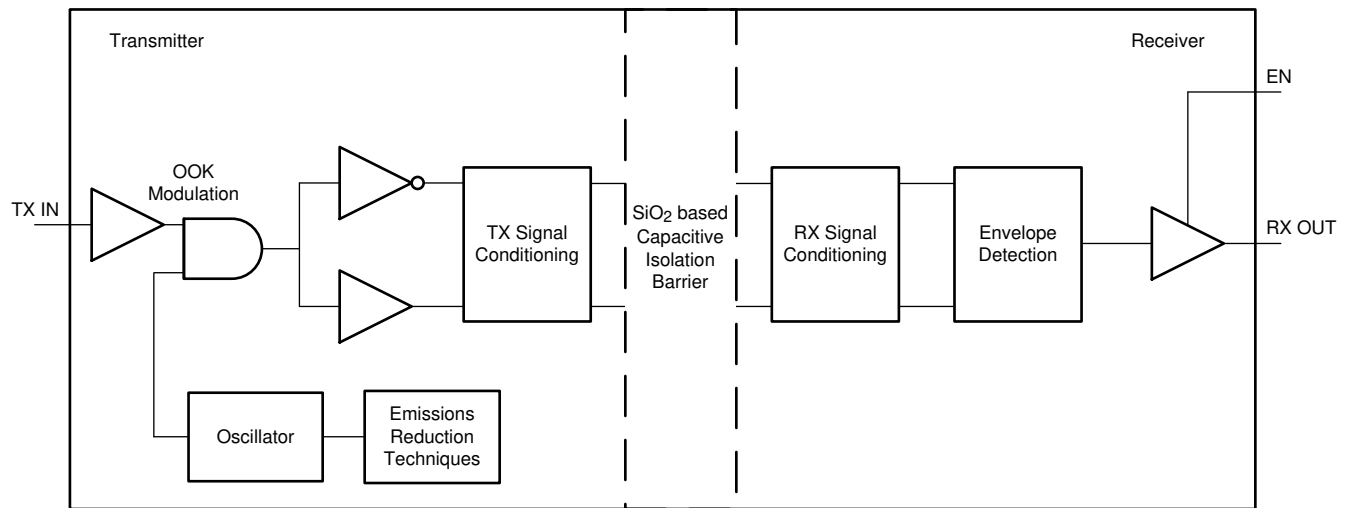 Transmitter
Receiver
EN
OOK
Modulation
TX IN
TX Signal
Conditioning
SiO2 based
Capacitive
Isolation
Barrier
RX Signal
Conditioning
Envelope
Detection
RX OUT
Oscillator
Emissions
Reduction
Techniques